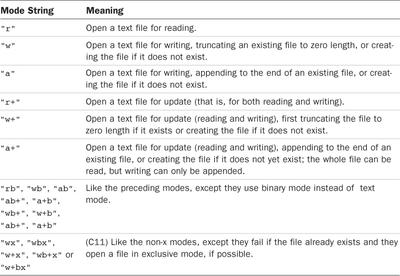 Mode String Meaning
"r" Open a text file for reading.
"w" Open a text file for writing, truncating an existing file to zero length, or creat-
ing the file if it does not exist.
"a" Open a text file for writing, appending to the end of an existing file, or creat-
ing the file if it does not exist.
"r+" Open a text file for update (that is, for both reading and writing).
"w+" Open a text file for update (reading and writing), first truncating the file to
zero length if it exists or creating the file if it does not exist.
"a+" Open a text file for update (reading and writing), appending to the end of an
existing file, or creating the file if it does not yet exist; the whole file can be
read, but writing can only be appended.
"rb", "wb", "ab", Like the preceding modes, except they use binary mode instead of text
"ab+", "a+b", mode.
"wb+", "w+b",
"ab+", "a+b"
"wx", "wbx", (C11) Like the non-x modes, except they fail if the file already exists and they
"w+x", "wb+x" or open a file in exclusive mode, if possible.
"w+bx"